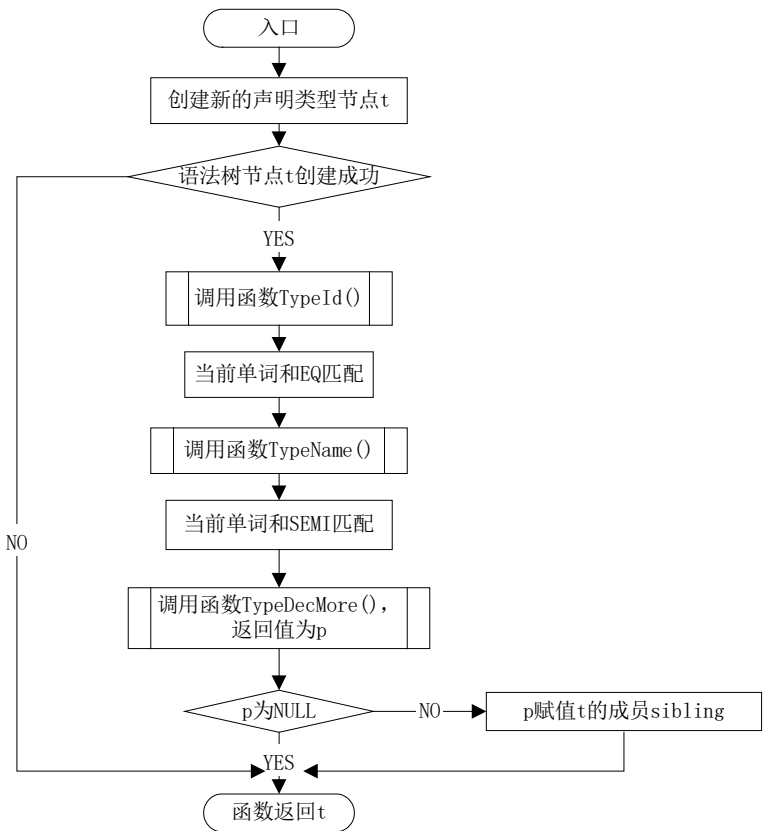 入口
创建新的声明类型节点t
语法树节点t创建成功
YES
调用函数TypeId()
当前单词和EQ匹配
调用函数TypeName()
当前单词和SEMI匹配
NO
调用函数TypeDecMore()，
返回值为p
p为NULL
NO
p赋值t的成员sibling
YES
函数返回t